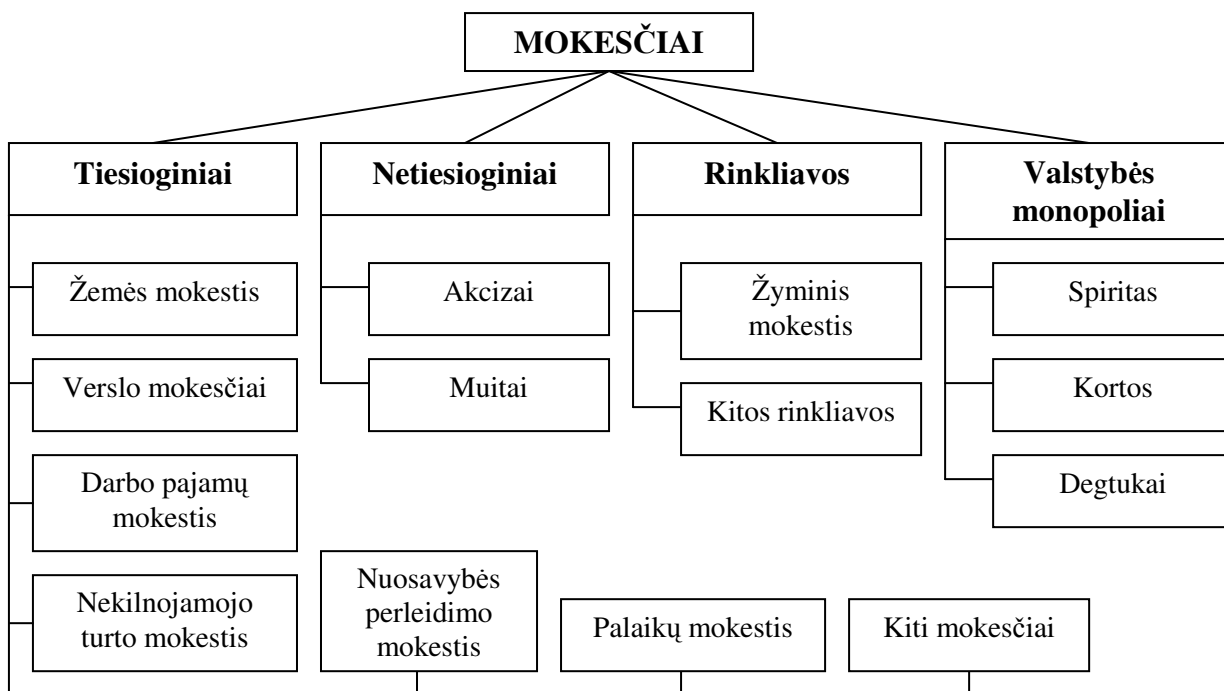 MOKESČIAI
Tiesioginiai
Netiesioginiai
Rinkliavos
Valstybės
monopoliai
Žemės mokestis
Akcizai
Žyminis
mokestis
Spiritas
Verslo mokesčiai
Muitai
Kitos rinkliavos
Kortos
Darbo pajamų
mokestis
Degtukai
Nekilnojamojo
turto mokestis
Nuosavybės
perleidimo
mokestis
Palaikų mokestis
Kiti mokesčiai